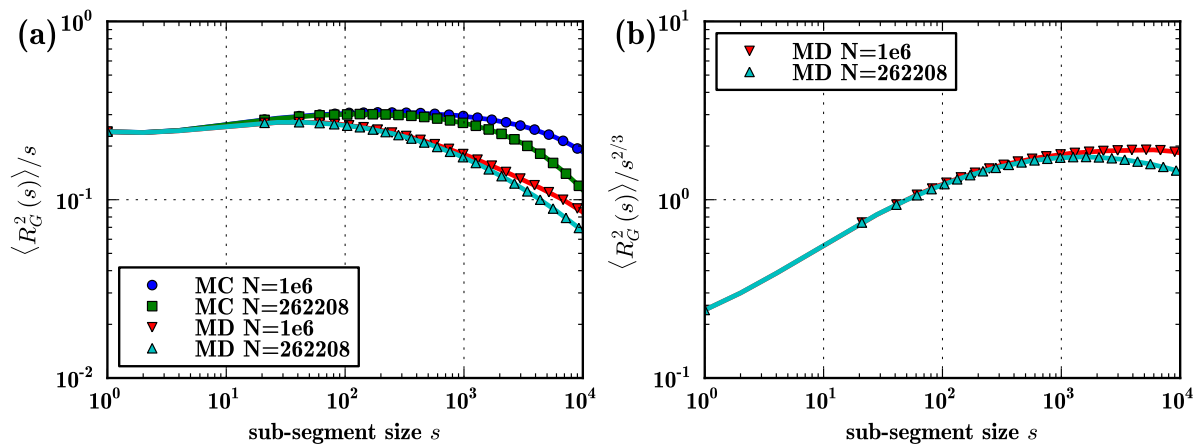 (a)
10^0
10^{-1}
10^{-2}
⟨R_G^2(s)⟩/s
MC N=1e6
MC N=262208
MD N=1e6
MD N=262208
10^0 10^1 10^2 10^3 10^4
sub-segment size s
(b)
10^1
10^0
10^{-1}
⟨R_G^2(s)⟩/s^{2/3}
MD N=1e6
MD N=262208
10^0 10^1 10^2 10^3 10^4
sub-segment size s